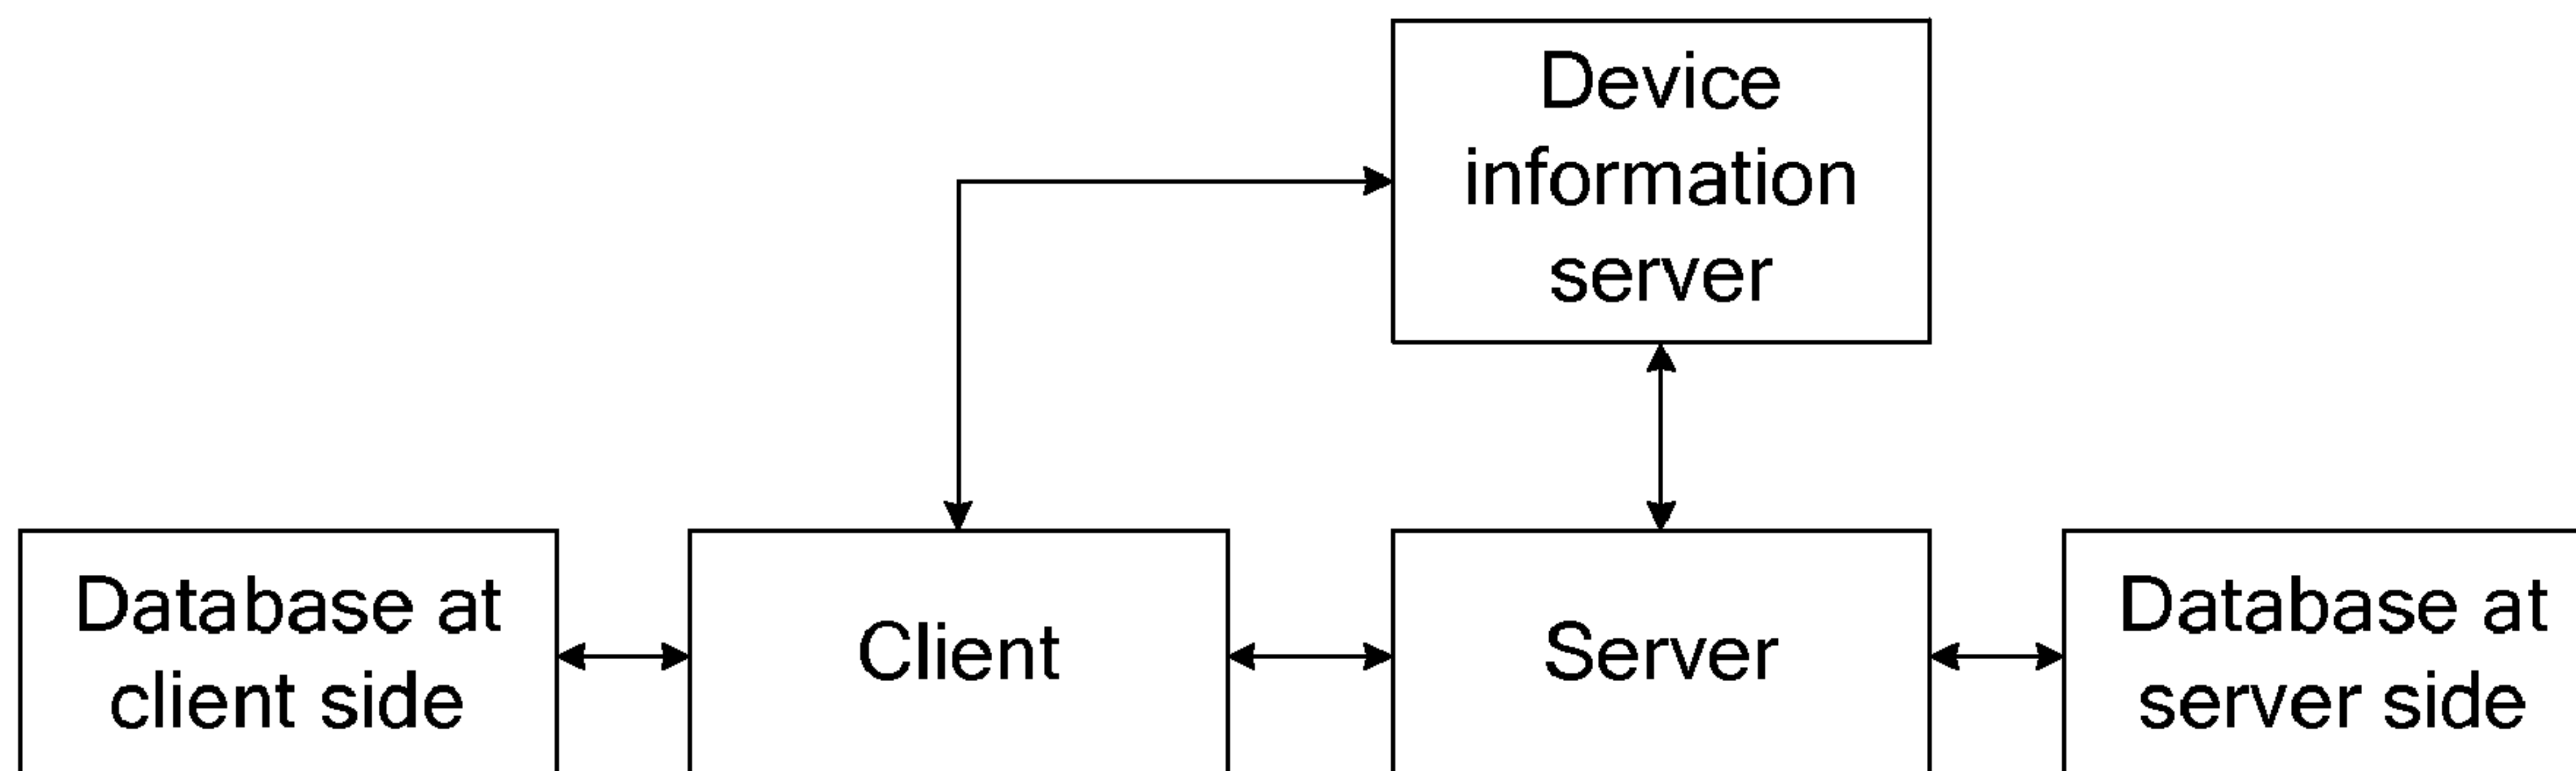 Device
information
server
Database at
client side
Client
Server
Database at
server side